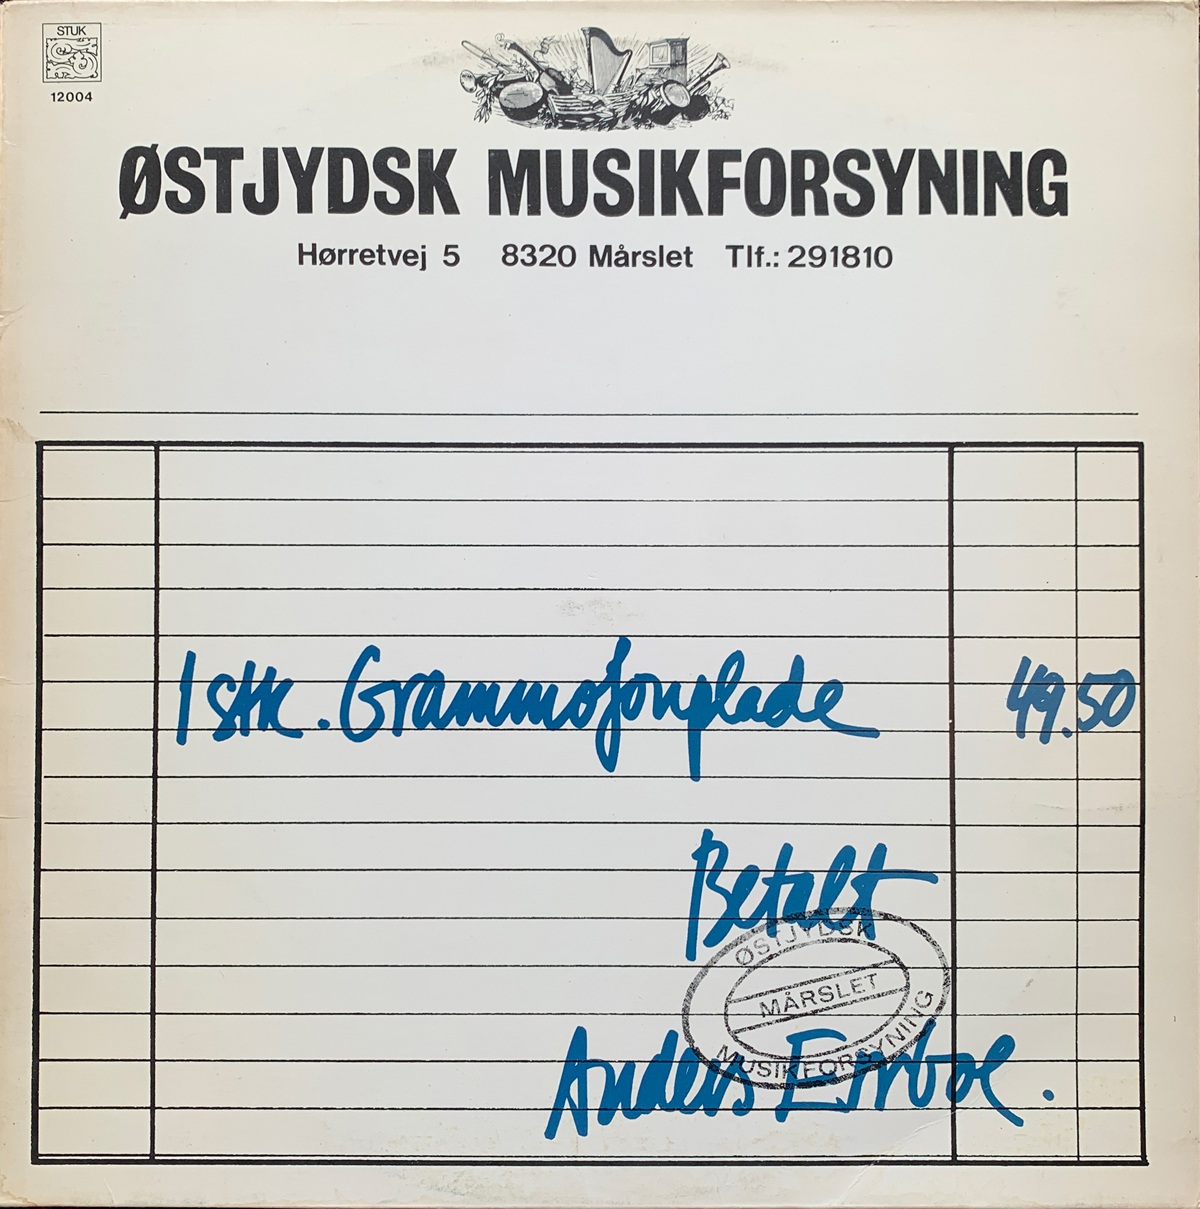 STUK
12004
ØSTJYDSK MUSIKFORSYNING
Hørretvej 5 8320 Mårslet Tlf.: 291810
1 stk. Grammofonplade 49.50
Betalt
ØSTJYDSK
MÅRSLET
MUSIKFORSYNING
Anders